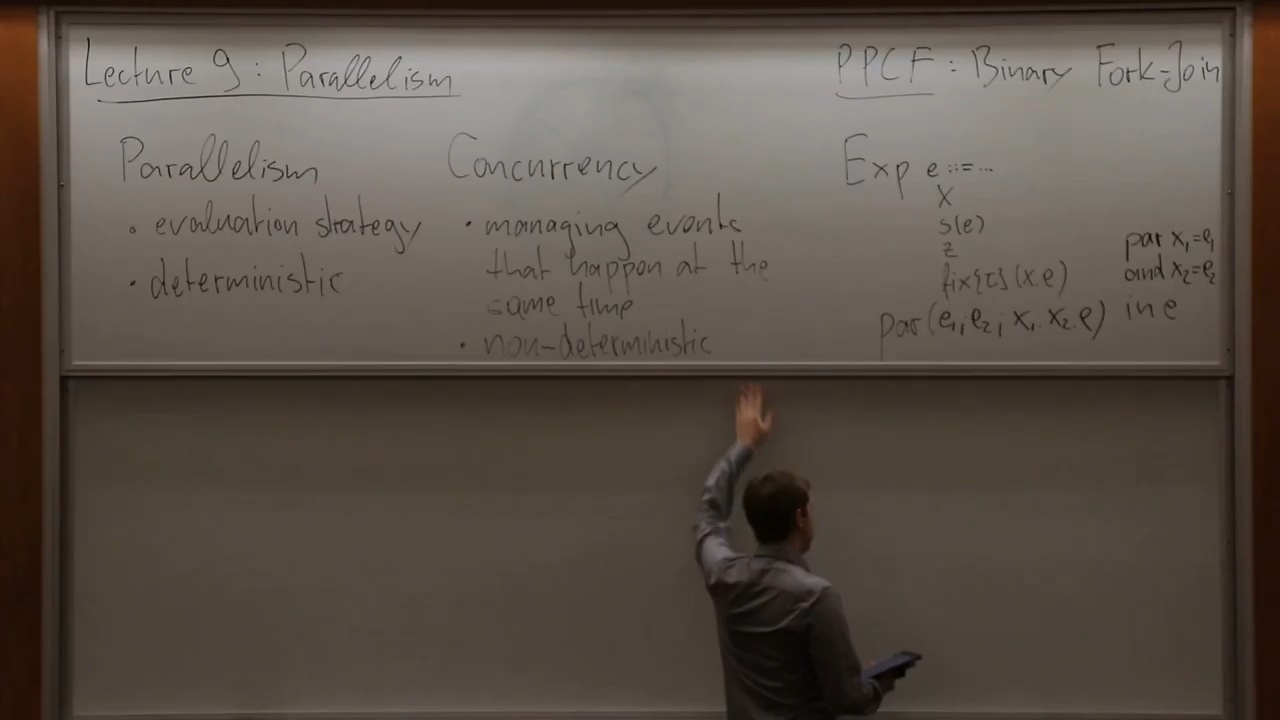 Lecture 9: Parallelism
Parallelism
• evaluation strategy
• deterministic
Concurrency
• managing events
that happen at the
same time
• non-deterministic
PPCF: Binary Fork-Join
Exp e ::= ...
x
s(e)
z
fix{τ}(x.e)
par(e₁; e₂; x₁.x₂.e)
par x₁=e₁
and x₂=e₂
in e